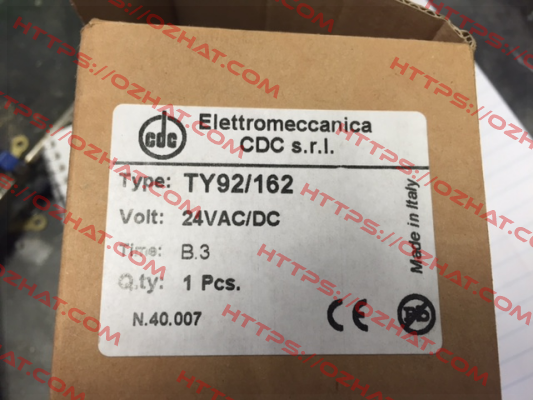 cdc
Elettromeccanica
CDC s.r.l.
Type: TY92/162
Volt: 24VAC/DC
Time: B.3
Q.ty: 1 Pcs.
N.40.007
Made in Italy
CE
Pb
HTTPS://OZHAT.COM